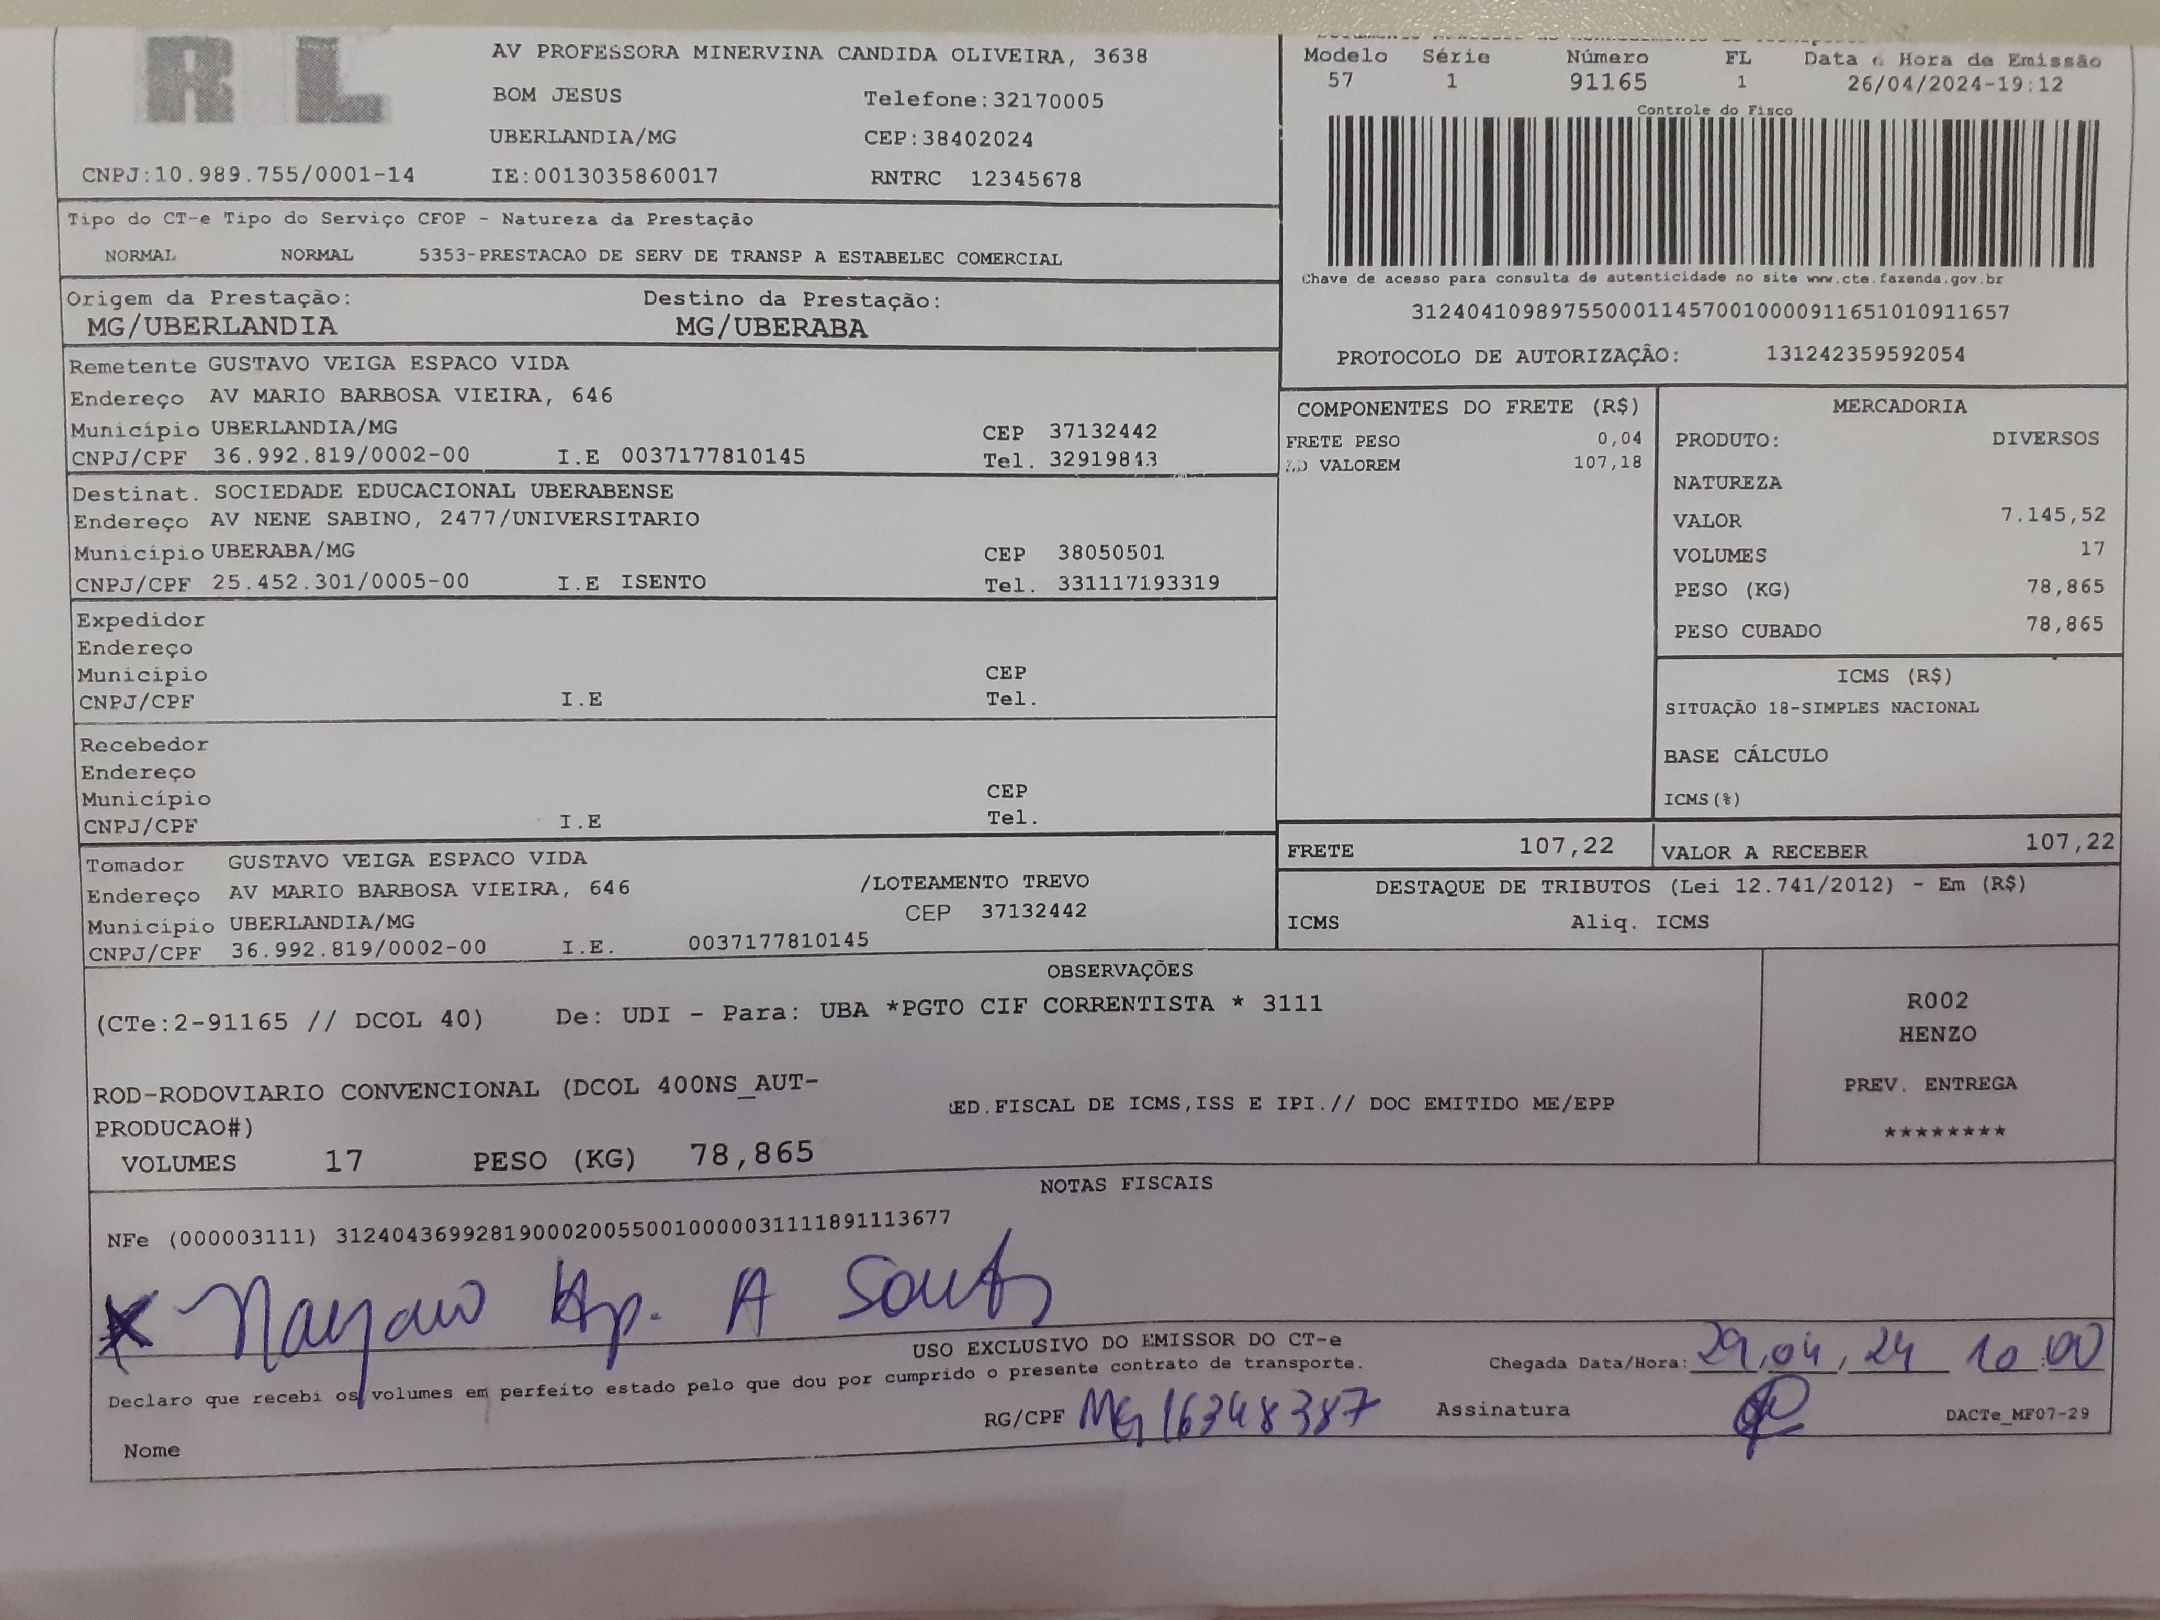 R L
AV PROFESSORA MINERVINA CANDIDA OLIVEIRA, 3638
BOM JESUS Telefone:32170005
UBERLANDIA/MG CEP:38402024
CNPJ:10.989.755/0001-14 IE:0013035860017 RNTRC 12345678
Modelo Série Número FL Data e Hora de Emissão
57 1 91165 1 26/04/2024-19:12
Controle do Fisco
Chave de acesso para consulta de autenticidade no site www.cte.fazenda.gov.br
31240410989755000114570010000911651010911657
PROTOCOLO DE AUTORIZAÇÃO: 131242359592054
Tipo do CT-e Tipo do Serviço CFOP - Natureza da Prestação
NORMAL NORMAL 5353-PRESTACAO DE SERV DE TRANSP A ESTABELEC COMERCIAL
Origem da Prestação: Destino da Prestação:
MG/UBERLANDIA MG/UBERABA
Remetente GUSTAVO VEIGA ESPACO VIDA
Endereço AV MARIO BARBOSA VIEIRA, 646
Município UBERLANDIA/MG CEP 37132442
CNPJ/CPF 36.992.819/0002-00 I.E 0037177810145 Tel. 32919843
Destinat. SOCIEDADE EDUCACIONAL UBERABENSE
Endereço AV NENE SABINO, 2477/UNIVERSITARIO
Município UBERABA/MG CEP 38050501
CNPJ/CPF 25.452.301/0005-00 I.E ISENTO Tel. 331117193319
Expedidor
Endereço
Município CEP
CNPJ/CPF I.E Tel.
Recebedor
Endereço
Município CEP
CNPJ/CPF I.E Tel.
Tomador GUSTAVO VEIGA ESPACO VIDA
Endereço AV MARIO BARBOSA VIEIRA, 646 /LOTEAMENTO TREVO
Município UBERLANDIA/MG CEP 37132442
CNPJ/CPF 36.992.819/0002-00 I.E. 0037177810145
COMPONENTES DO FRETE (R$)
FRETE PESO 0,04
VALOREM 107,18
MERCADORIA
PRODUTO: DIVERSOS
NATUREZA
VALOR 7.145,52
VOLUMES 17
PESO (KG) 78,865
PESO CUBADO 78,865
ICMS (R$)
SITUAÇÃO 18-SIMPLES NACIONAL
BASE CÁLCULO
ICMS(%)
FRETE 107,22 VALOR A RECEBER 107,22
DESTAQUE DE TRIBUTOS (Lei 12.741/2012) - Em (R$)
ICMS Aliq. ICMS
OBSERVAÇÕES
(CTe:2-91165 // DCOL 40) De: UDI - Para: UBA *PGTO CIF CORRENTISTA * 3111
ROD-RODOVIARIO CONVENCIONAL (DCOL 400NS_AUT-
PRODUCAO#)
ED.FISCAL DE ICMS,ISS E IPI.// DOC EMITIDO ME/EPP
VOLUMES 17 PESO (KG) 78,865
R002
HENZO
PREV. ENTREGA
********
NOTAS FISCAIS
NFe (000003111) 31240436992819000200550010000031111891113677
A
USO EXCLUSIVO DO EMISSOR DO CT-e
Declaro que recebi os volumes em perfeito estado pelo que dou por cumprido o presente contrato de transporte.
Chegada Data/Hora: 29,04,24 10:00
Nome RG/CPF MG16348387 Assinatura DACTe_MF07-29